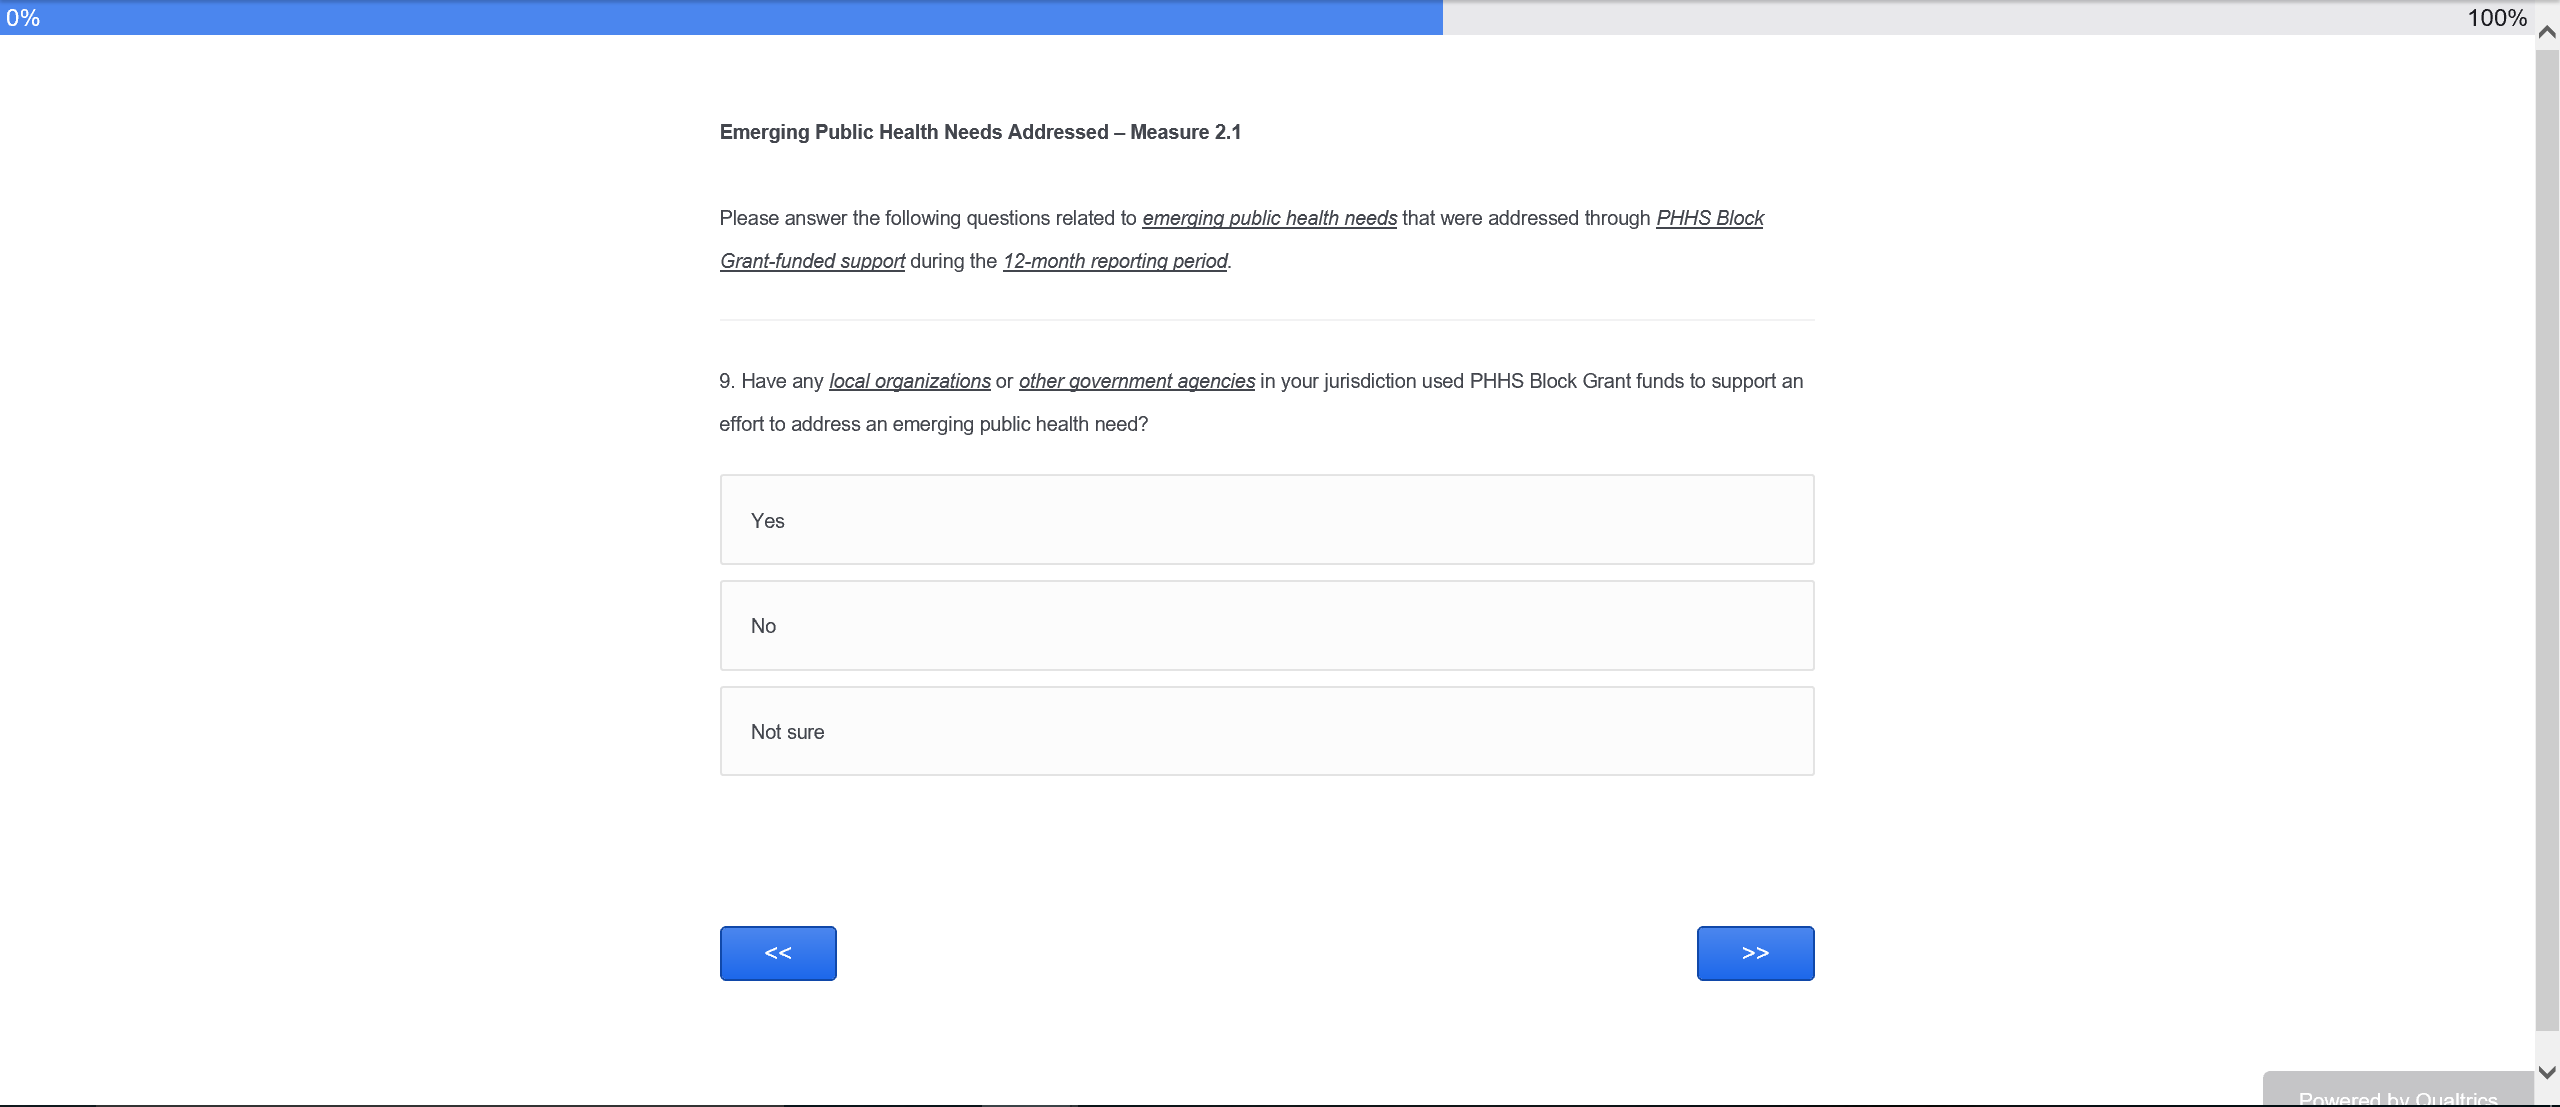 0%
100%
Emerging Public Health Needs Addressed – Measure 2.1
Please answer the following questions related to emerging public health needs that were addressed through PHHS Block
Grant-funded support during the 12-month reporting period.
9. Have any local organizations or other government agencies in your jurisdiction used PHHS Block Grant funds to support an
effort to address an emerging public health need?
Yes
No
Not sure
<<
>>
Powered by Qualtrics